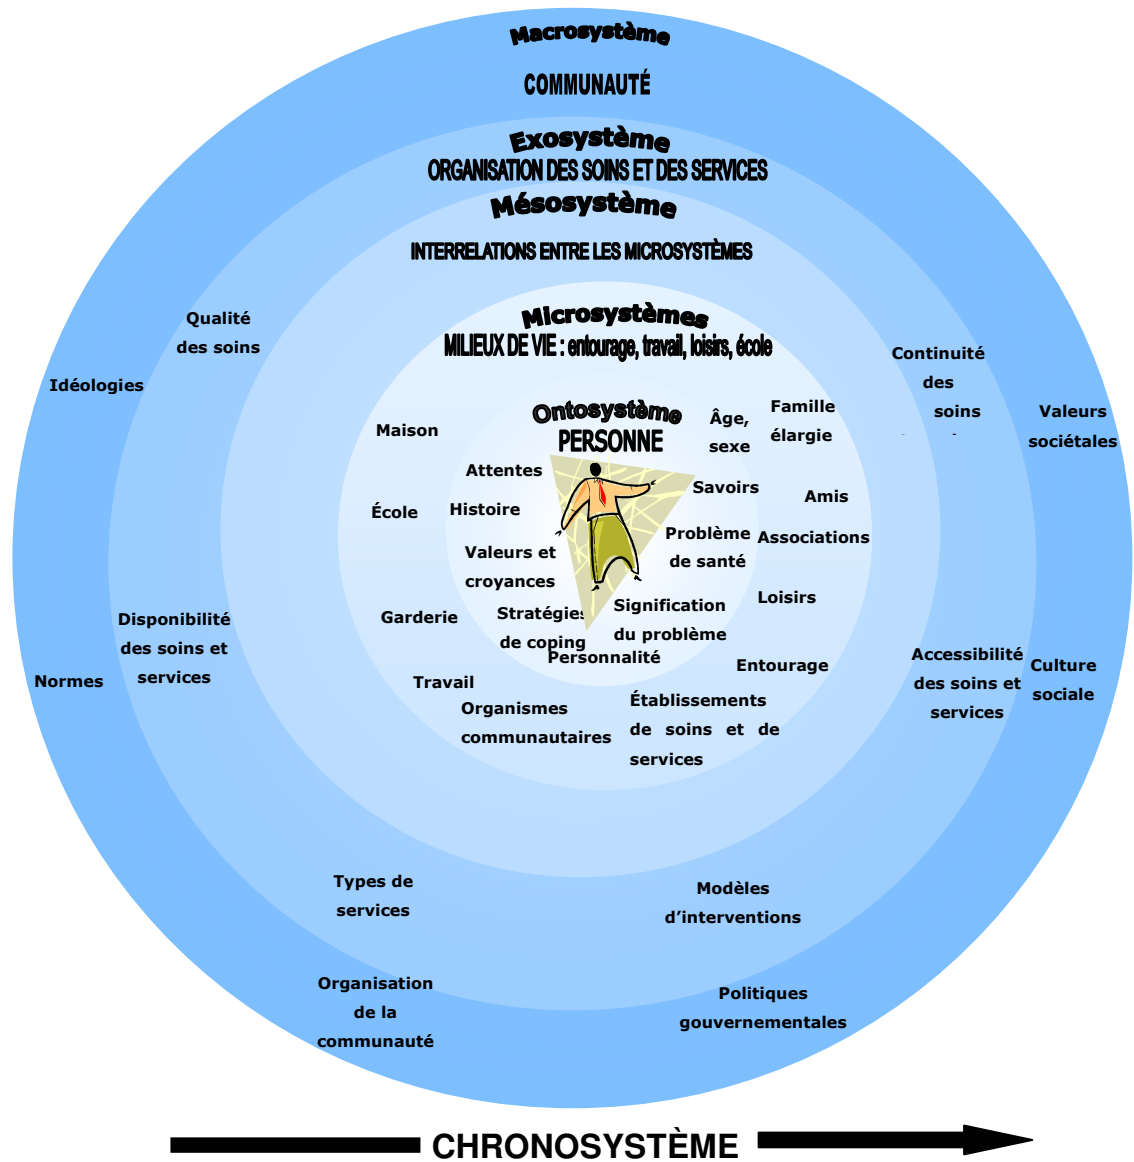 Macrosystème
COMMUNAUTÉ
Exosystème
ORGANISATION DES SOINS ET DES SERVICES
Mésosystème
INTERRELATIONS ENTRE LES MICROSYSTÈMES
Microsystèmes
MILIEUX DE VIE : entourage, travail, loisirs, école
Ontosystème
PERSONNE
Qualité
des soins
Idéologies
Continuité
des
soins
Valeurs
sociétales
Maison
Âge,
sexe
Famille
élargie
Attentes
Savoirs
Amis
École
Histoire
Problème
de santé
Associations
Valeurs et
croyances
Loisirs
Garderie
Stratégies
de coping
Signification
du problème
Personnalité
Entourage
Disponibilité
des soins et
services
Normes
Accessibilité
des soins et
services
Culture
sociale
Travail
Organismes
communautaires
Établissements
de soins et de
services
Types de
services
Modèles
d’interventions
Organisation
de la
communauté
Politiques
gouvernementales
CHRONOSYSTÈME